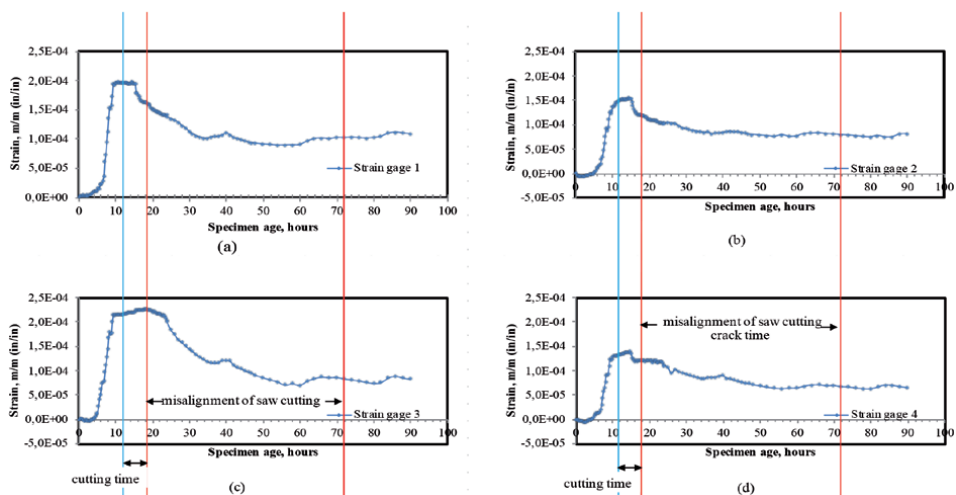 2,5E-04
2,0E-04
1,5E-04
1,0E-04
5,0E-05
0,0E+00
Strain, m/m (in/in)
Strain gage 1
0 10 20 30 40 50 60 70 80 90 100
Specimen age, hours
(a)
2,5E-04
2,0E-04
1,5E-04
1,0E-04
5,0E-05
0,0E+00
-5,0E-05
Strain, m/m (in/in)
Strain gage 2
0 10 20 30 40 50 60 70 80 90 100
Specimen age, hours
(b)
2,5E-04
2,0E-04
1,5E-04
1,0E-04
5,0E-05
0,0E+00
-5,0E-05
Strain, m/m (in/in)
misalignment of saw cutting
Strain gage 3
0 10 20 30 40 50 60 70 80 90 100
Specimen age, hours
cutting time
(c)
2,5E-04
2,0E-04
1,5E-04
1,0E-04
5,0E-05
0,0E+00
-5,0E-05
Strain, m/m (in/in)
misalignment of saw cutting
crack time
Strain gage 4
0 10 20 30 40 50 60 70 80 90 100
Specimen age, hours
cutting time
(d)